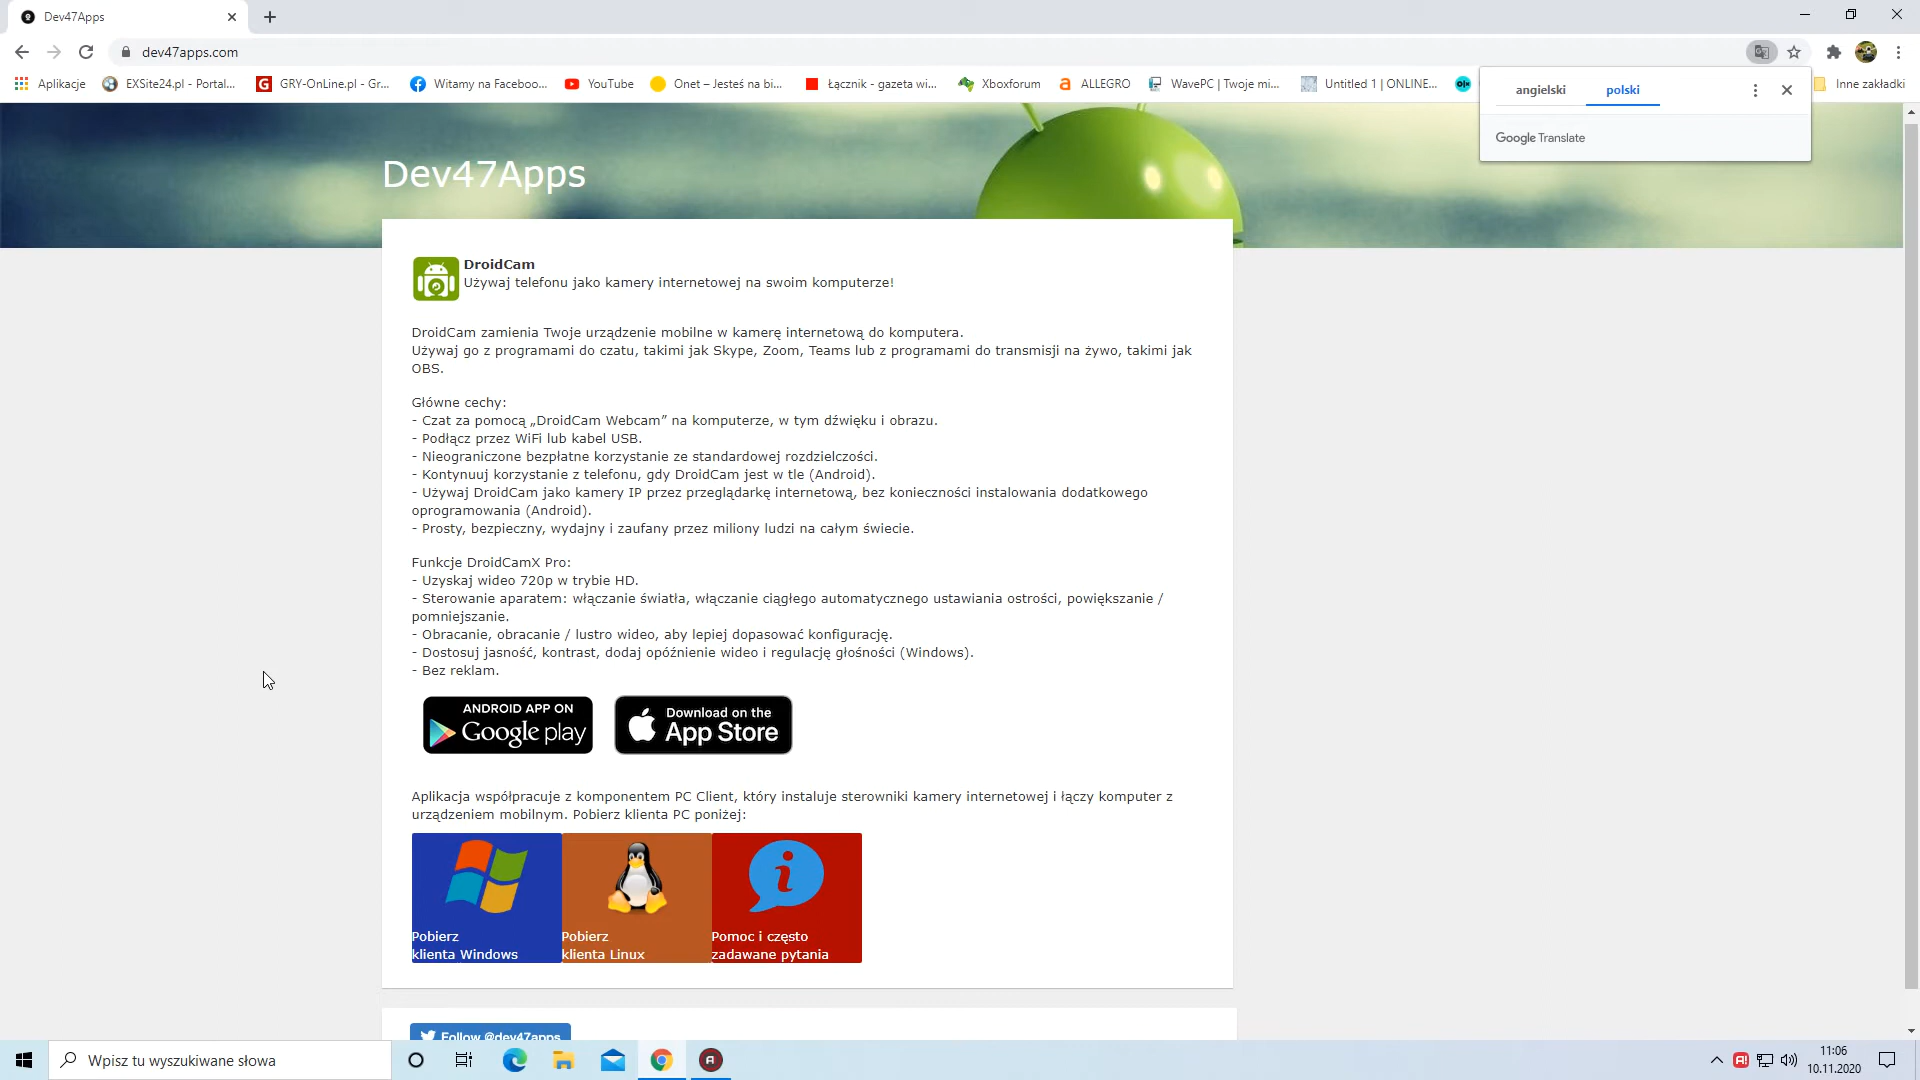 Dev47Apps
dev47apps.com
Aplikacje
EXSite24.pl - Portal...
GRY-OnLine.pl - Gr...
Witamy na Faceboo...
YouTube
Onet – Jesteś na bi...
Łącznik - gazeta wi...
Xboxforum
ALLEGRO
WavePC | Twoje mi...
Untitled 1 | ONLINE...
olx
Inne zakładki
angielski
polski
Google Translate
Dev47Apps
DroidCam
Używaj telefonu jako kamery internetowej na swoim komputerze!
DroidCam zamienia Twoje urządzenie mobilne w kamerę internetową do komputera.
Używaj go z programami do czatu, takimi jak Skype, Zoom, Teams lub z programami do transmisji na żywo, takimi jak
OBS.
Główne cechy:
- Czat za pomocą „DroidCam Webcam” na komputerze, w tym dźwięku i obrazu.
- Podłącz przez WiFi lub kabel USB.
- Nieograniczone bezpłatne korzystanie ze standardowej rozdzielczości.
- Kontynuuj korzystanie z telefonu, gdy DroidCam jest w tle (Android).
- Używaj DroidCam jako kamery IP przez przeglądarkę internetową, bez konieczności instalowania dodatkowego
oprogramowania (Android).
- Prosty, bezpieczny, wydajny i zaufany przez miliony ludzi na całym świecie.
Funkcje DroidCamX Pro:
- Uzyskaj wideo 720p w trybie HD.
- Sterowanie aparatem: włączanie światła, włączanie ciągłego automatycznego ustawiania ostrości, powiększanie /
pomniejszanie.
- Obracanie, obracanie / lustro wideo, aby lepiej dopasować konfigurację.
- Dostosuj jasność, kontrast, dodaj opóźnienie wideo i regulację głośności (Windows).
- Bez reklam.
ANDROID APP ON
Google play
Download on the
App Store
Aplikacja współpracuje z komponentem PC Client, który instaluje sterowniki kamery internetowej i łączy komputer z
urządzeniem mobilnym. Pobierz klienta PC poniżej:
Pobierz
klienta Windows
Pobierz
klienta Linux
Pomoc i często
zadawane pytania
Follow @dev47apps
Wpisz tu wyszukiwane słowa
11:06
10.11.2020